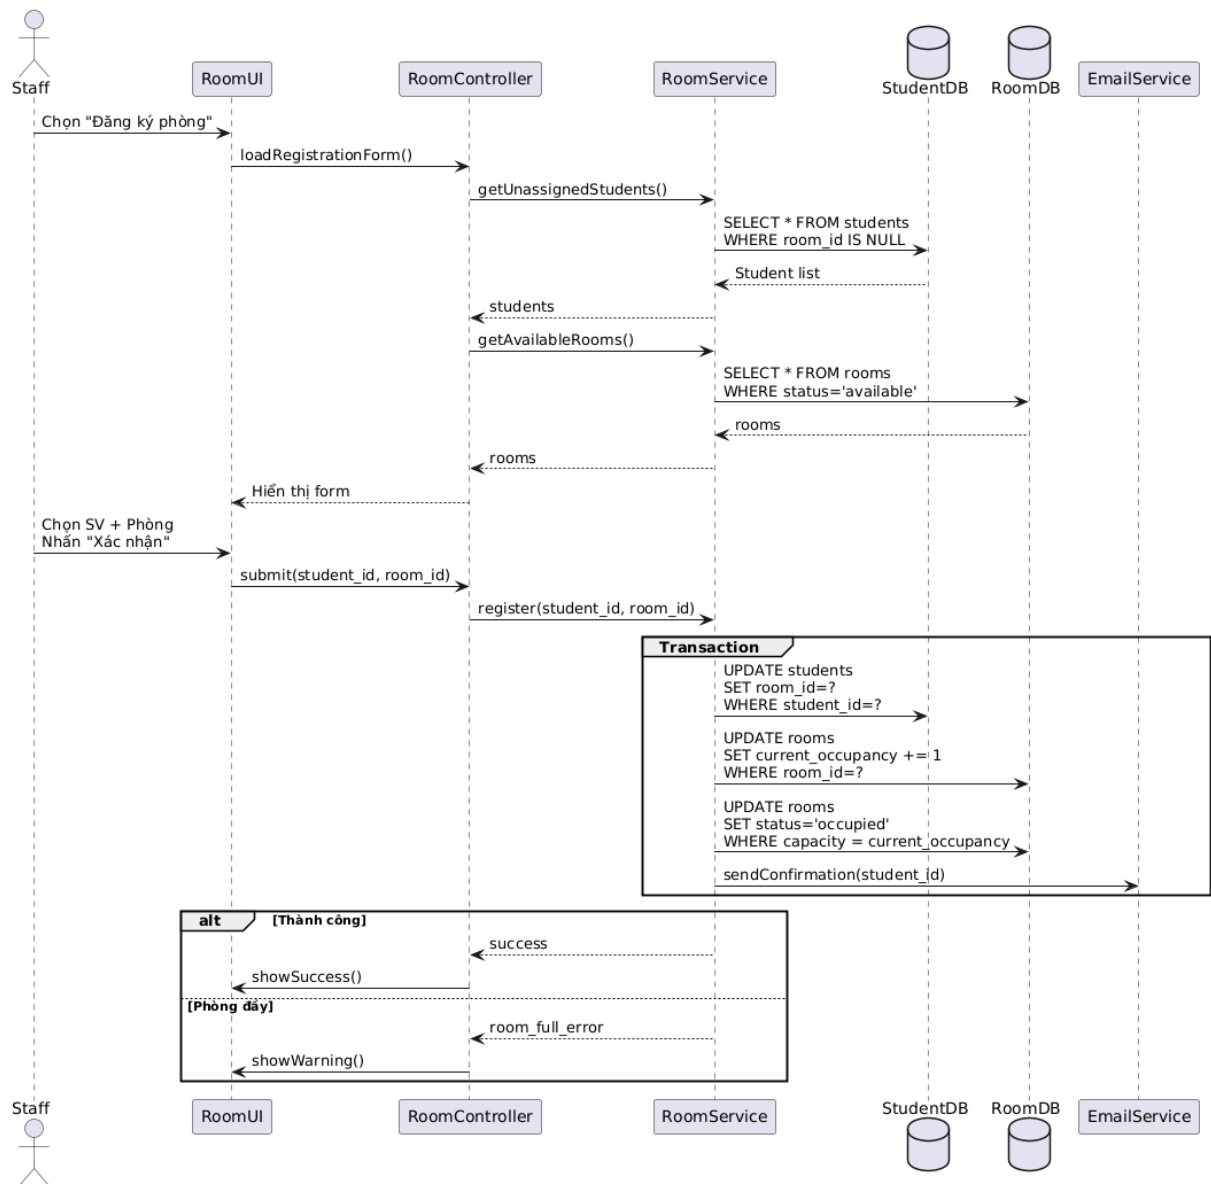 Staff
RoomUI
RoomController
RoomService
StudentDB
RoomDB
EmailService
Chọn "Đăng ký phòng"
loadRegistrationForm()
getUnassignedStudents()
SELECT * FROM students
WHERE room_id IS NULL
Student list
students
getAvailableRooms()
SELECT * FROM rooms
WHERE status='available'
rooms
rooms
Hiển thị form
Chọn SV + Phòng
Nhấn "Xác nhận"
submit(student_id, room_id)
register(student_id, room_id)
Transaction
UPDATE students
SET room_id=?
WHERE student_id=?
UPDATE rooms
SET current_occupancy += 1
WHERE room_id=?
UPDATE rooms
SET status='occupied'
WHERE capacity = current_occupancy
sendConfirmation(student_id)
alt
[Thành công]
success
showSuccess()
[Phòng đầy]
room_full_error
showWarning()
Staff
RoomUI
RoomController
RoomService
StudentDB
RoomDB
EmailService